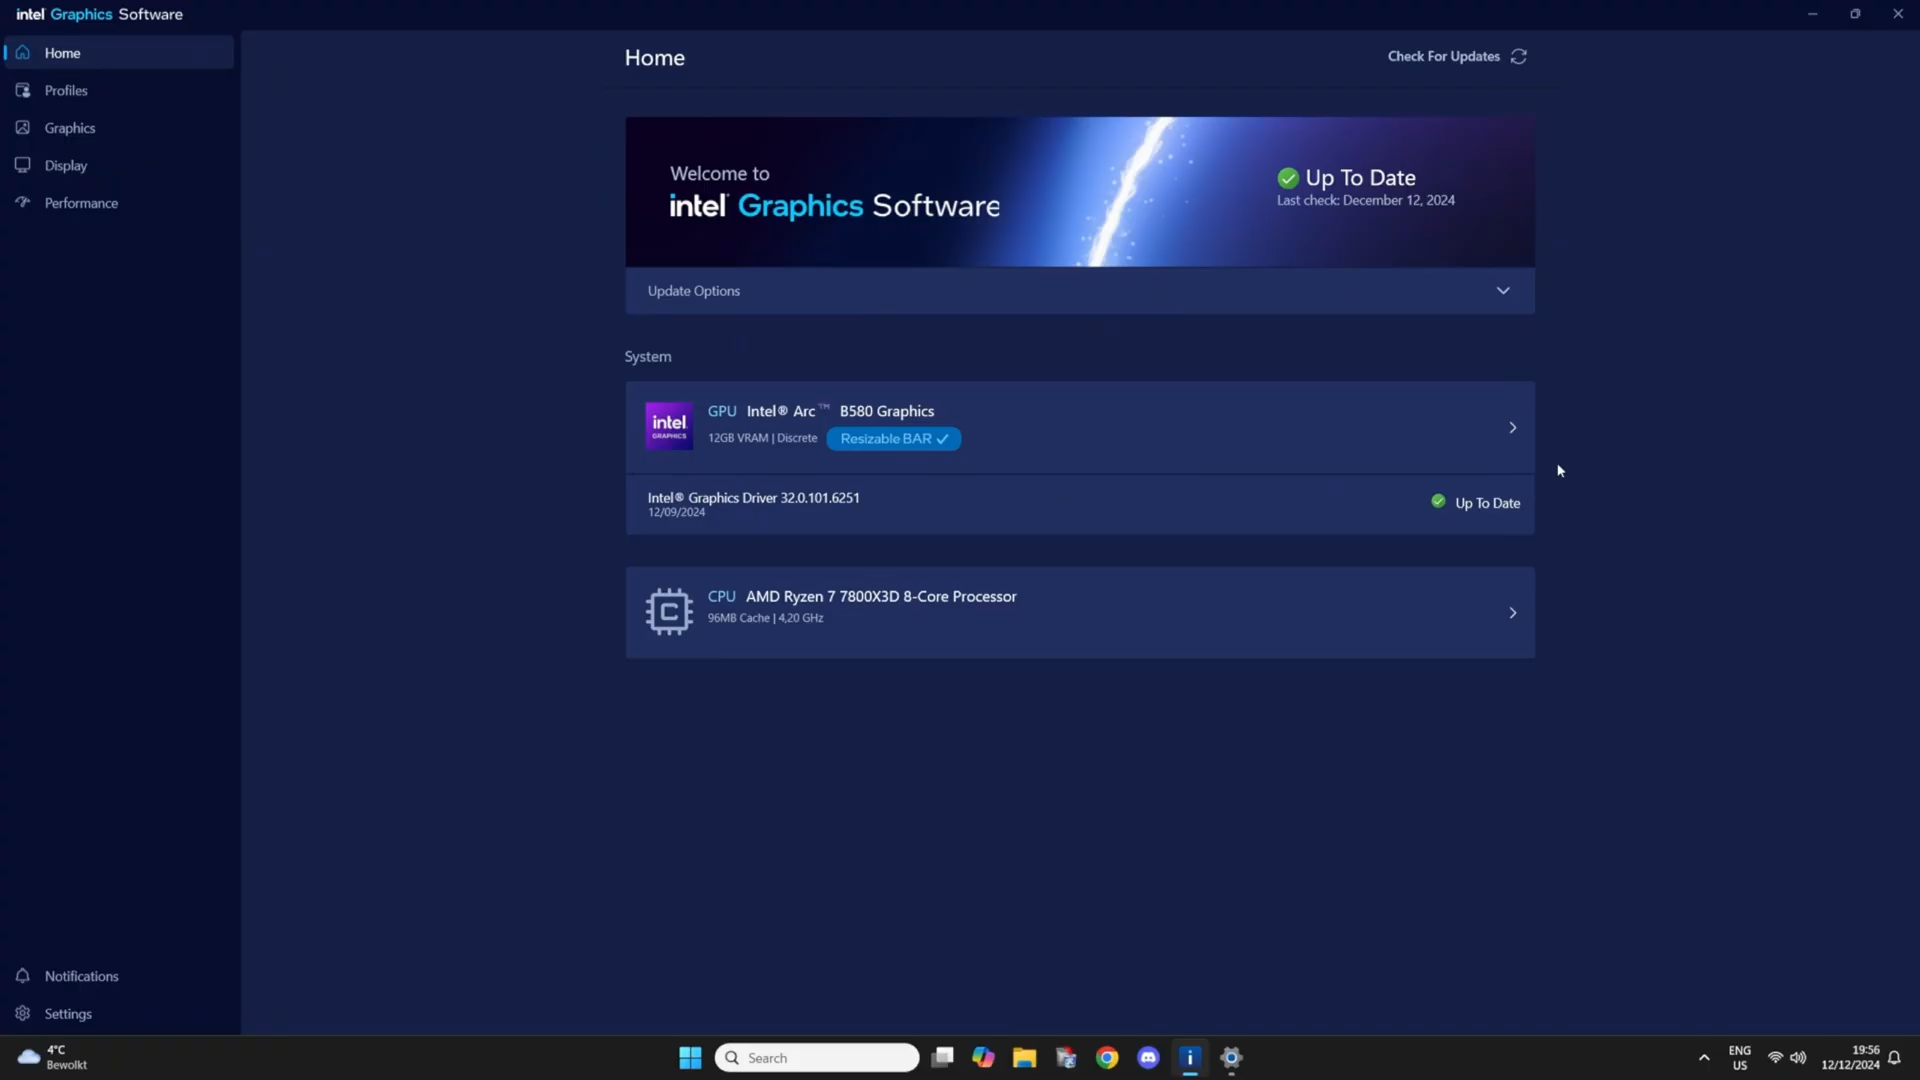 intel Graphics Software
Home
Profiles
Graphics
Display
Performance
Notifications
Settings
Home
Check For Updates
Welcome to
intel Graphics Software
Up To Date
Last check: December 12, 2024
Update Options
System
intel
GRAPHICS
GPU Intel® Arc™ B580 Graphics
12GB VRAM | Discrete Resizable BAR ✓
Intel® Graphics Driver 32.0.101.6251
12/09/2024
Up To Date
C
CPU AMD Ryzen 7 7800X3D 8-Core Processor
96MB Cache | 4,20 GHz
4°C
Bewolkt
Search
i
ENG
US
19:56
12/12/2024